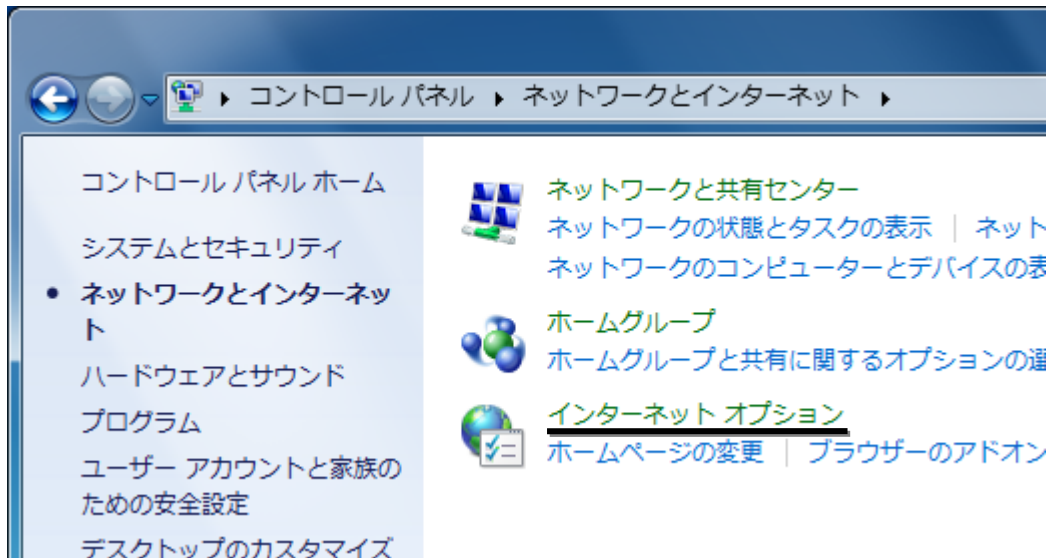 コントロール パネル ▶ ネットワークとインターネット ▶
コントロール パネル ホーム
システムとセキュリティ
• ネットワークとインターネッ
ト
ハードウェアとサウンド
プログラム
ユーザー アカウントと家族の
ための安全設定
デスクトップのカスタマイズ
ネットワークと共有センター
ネットワークの状態とタスクの表示 | ネット
ネットワークのコンピューターとデバイスの表
ホームグループ
ホームグループと共有に関するオプションの選
インターネット オプション
ホームページの変更 | ブラウザーのアドオン